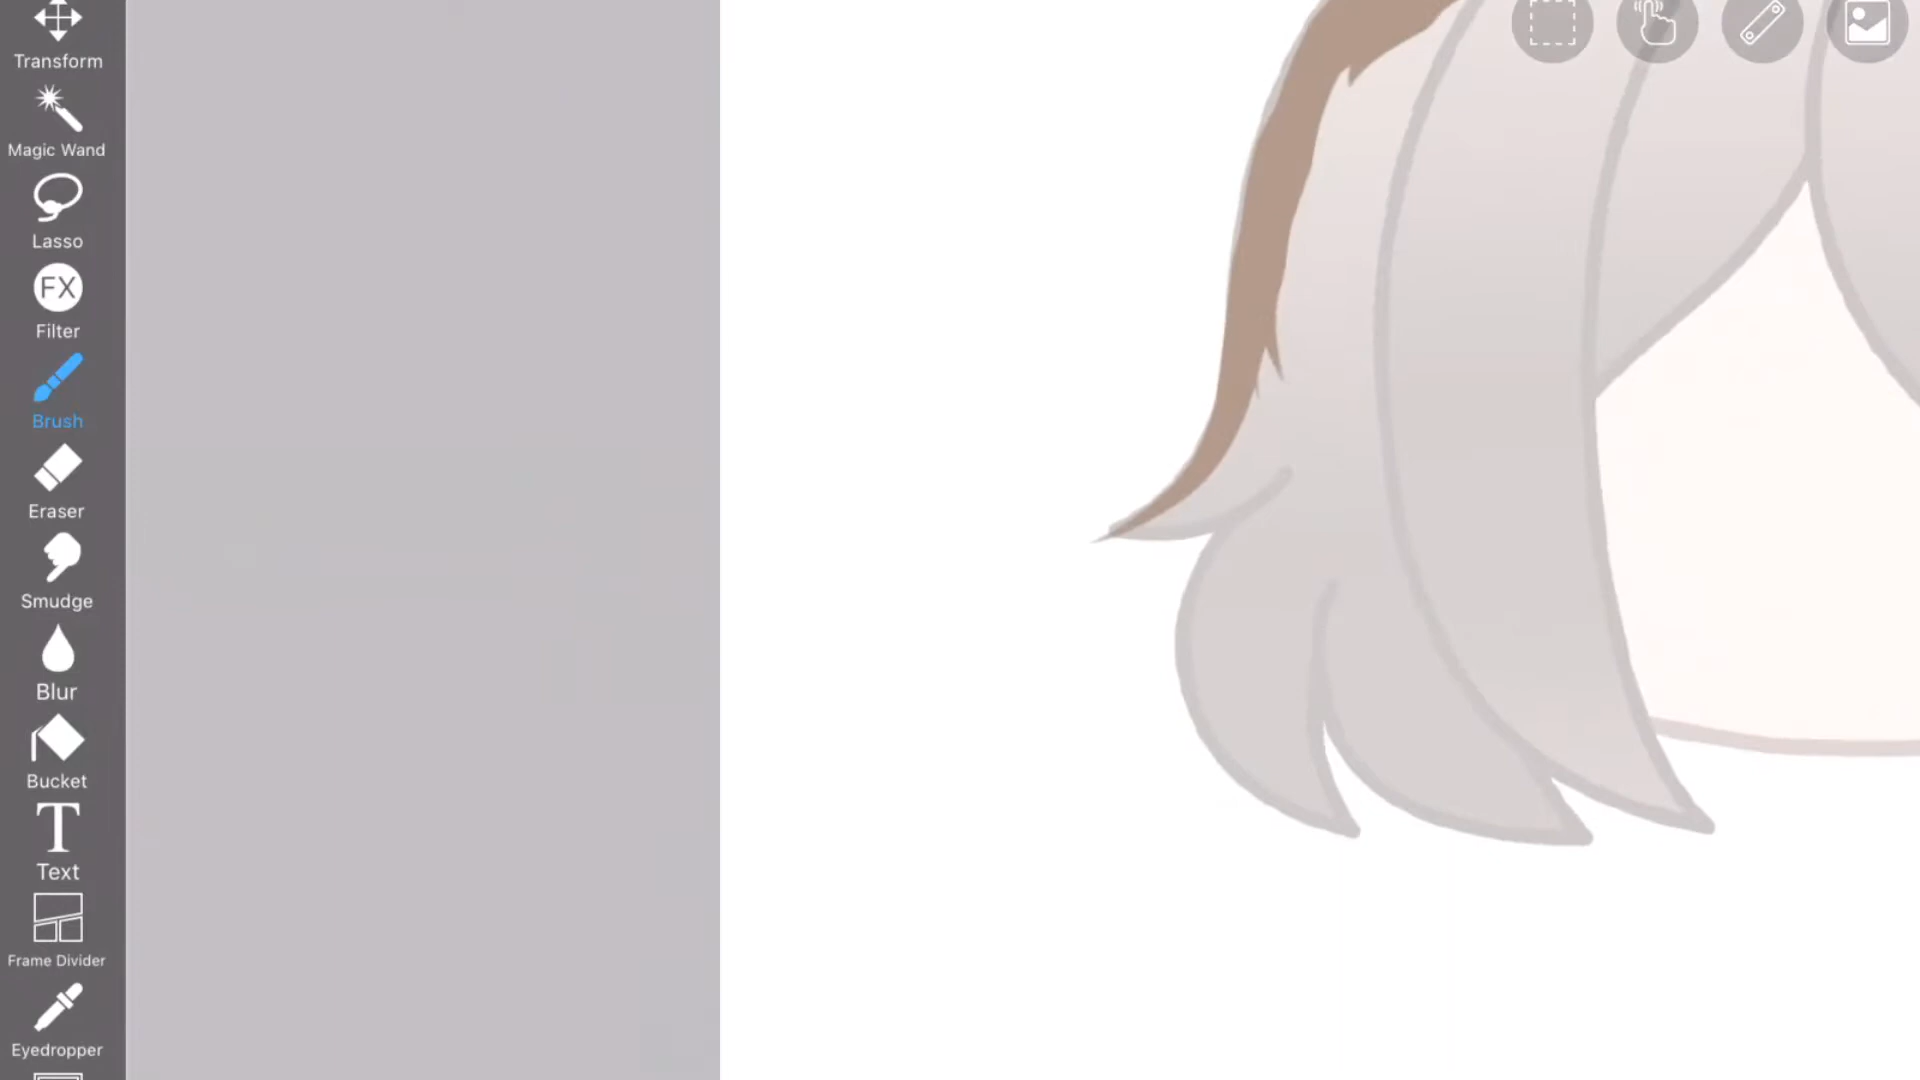 Transform
Magic Wand
Lasso
FX
Filter
Brush
Eraser
Smudge
Blur
Bucket
T
Text
Frame Divider
Eyedropper